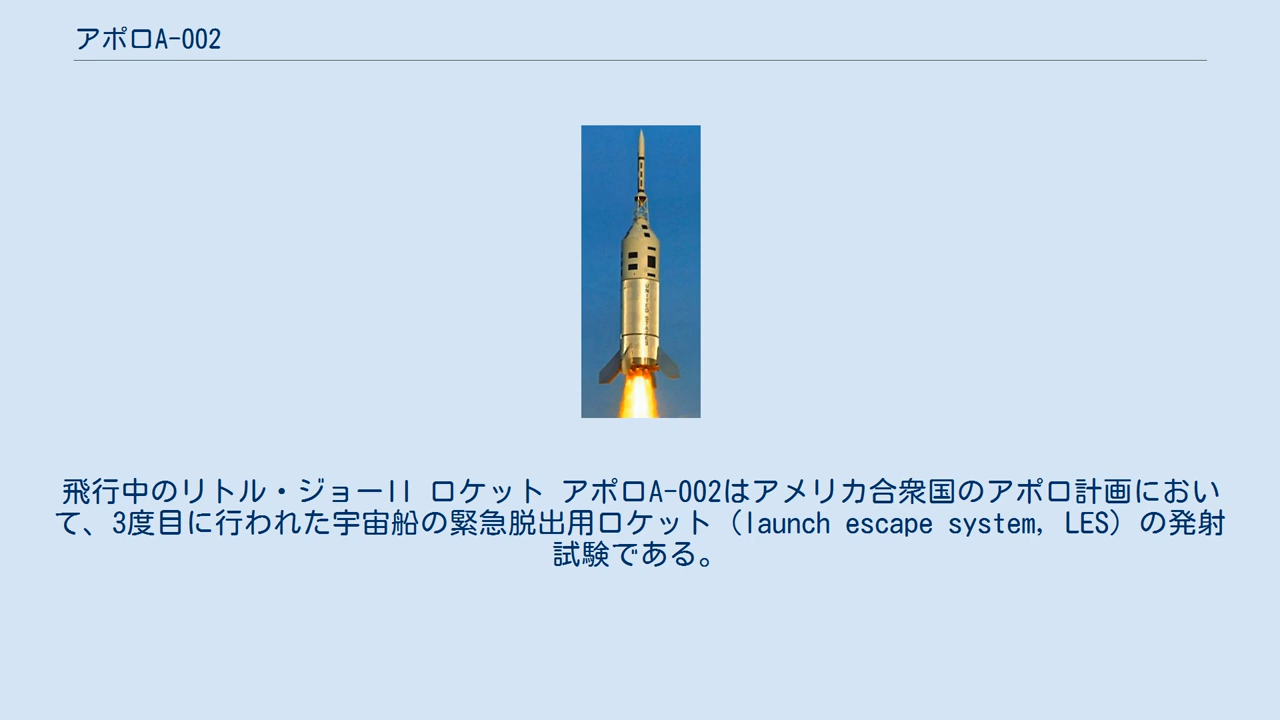 アポロA-002
UNITED STATES
飛行中のリトル・ジョーII ロケット アポロA-002はアメリカ合衆国のアポロ計画におい
て、3度目に行われた宇宙船の緊急脱出用ロケット（launch escape system, LES）の発射
試験である。